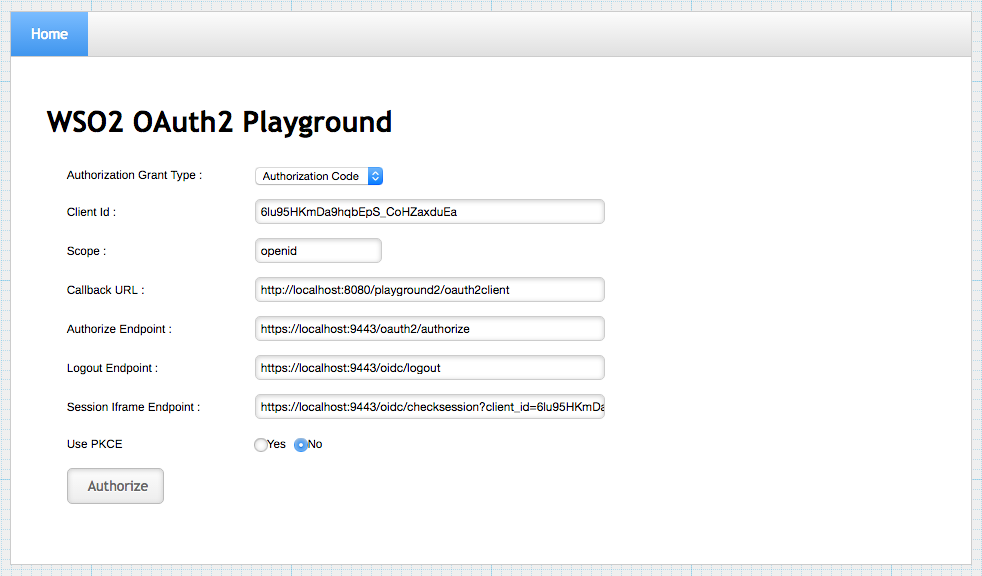 Home
WSO2 OAuth2 Playground
Authorization Grant Type : Authorization Code
Client Id : 6lu95HKmDa9hqbEpS_CoHZaxduEa
Scope : openid
Callback URL : http://localhost:8080/playground2/oauth2client
Authorize Endpoint : https://localhost:9443/oauth2/authorize
Logout Endpoint : https://localhost:9443/oidc/logout
Session Iframe Endpoint : https://localhost:9443/oidc/checksession?client_id=6lu95HKmDa
Use PKCE Yes No
Authorize